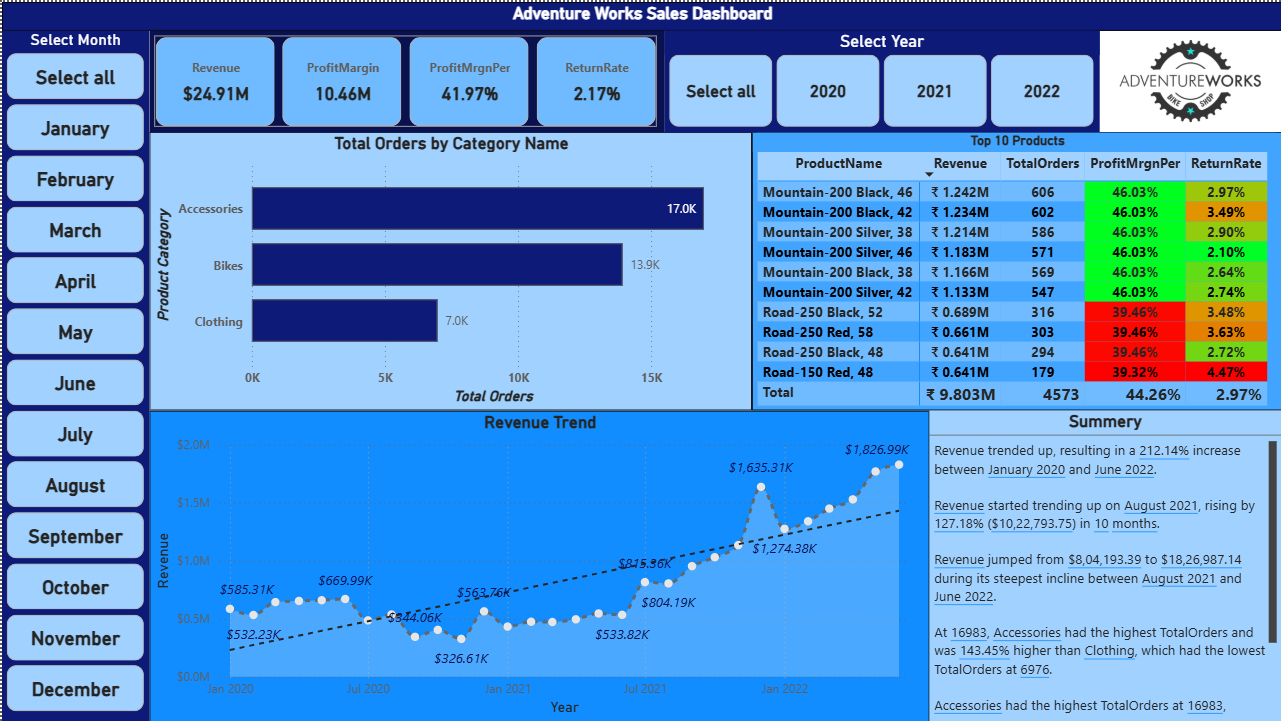 Adventure Works Sales Dashboard
Select Month
Select all
January
February
March
April
May
June
July
August
September
October
November
December
Revenue
$24.91M
ProfitMargin
10.46M
ProfitMrgnPer
41.97%
ReturnRate
2.17%
Select Year
Select all
2020
2021
2022
ADVENTUREWORKS
BIKE SHOP
Total Orders by Category Name
Product Category
Accessories 17.0K
Bikes 13.9K
Clothing 7.0K
0K 5K 10K 15K
Total Orders
Top 10 Products
ProductName Revenue TotalOrders ProfitMrgnPer ReturnRate
Mountain-200 Black, 46 ₹ 1.242M 606 46.03% 2.97%
Mountain-200 Black, 42 ₹ 1.234M 602 46.03% 3.49%
Mountain-200 Silver, 38 ₹ 1.214M 586 46.03% 2.90%
Mountain-200 Silver, 46 ₹ 1.183M 571 46.03% 2.10%
Mountain-200 Black, 38 ₹ 1.166M 569 46.03% 2.64%
Mountain-200 Silver, 42 ₹ 1.133M 547 46.03% 2.74%
Road-250 Black, 52 ₹ 0.689M 316 39.46% 3.48%
Road-250 Red, 58 ₹ 0.661M 303 39.46% 3.63%
Road-250 Black, 48 ₹ 0.641M 294 39.46% 2.72%
Road-150 Red, 48 ₹ 0.641M 179 39.32% 4.47%
Total ₹ 9.803M 4573 44.26% 2.97%
Revenue Trend
Revenue
$2.0M
$1.5M
$1.0M
$0.5M
$0.0M
$585.31K
$532.23K
$669.99K
$544.06K
$326.61K
$563.76K
$533.82K
$815.36K
$804.19K
$1,635.31K
$1,274.38K
$1,826.99K
Jan 2020 Jul 2020 Jan 2021 Jul 2021 Jan 2022
Year
Summery
Revenue trended up, resulting in a 212.14% increase
between January 2020 and June 2022.
Revenue started trending up on August 2021, rising by
127.18% ($10,22,793.75) in 10 months.
Revenue jumped from $8,04,193.39 to $18,26,987.14
during its steepest incline between August 2021 and
June 2022.
At 16983, Accessories had the highest TotalOrders and
was 143.45% higher than Clothing, which had the lowest
TotalOrders at 6976.
Accessories had the highest TotalOrders at 16983,